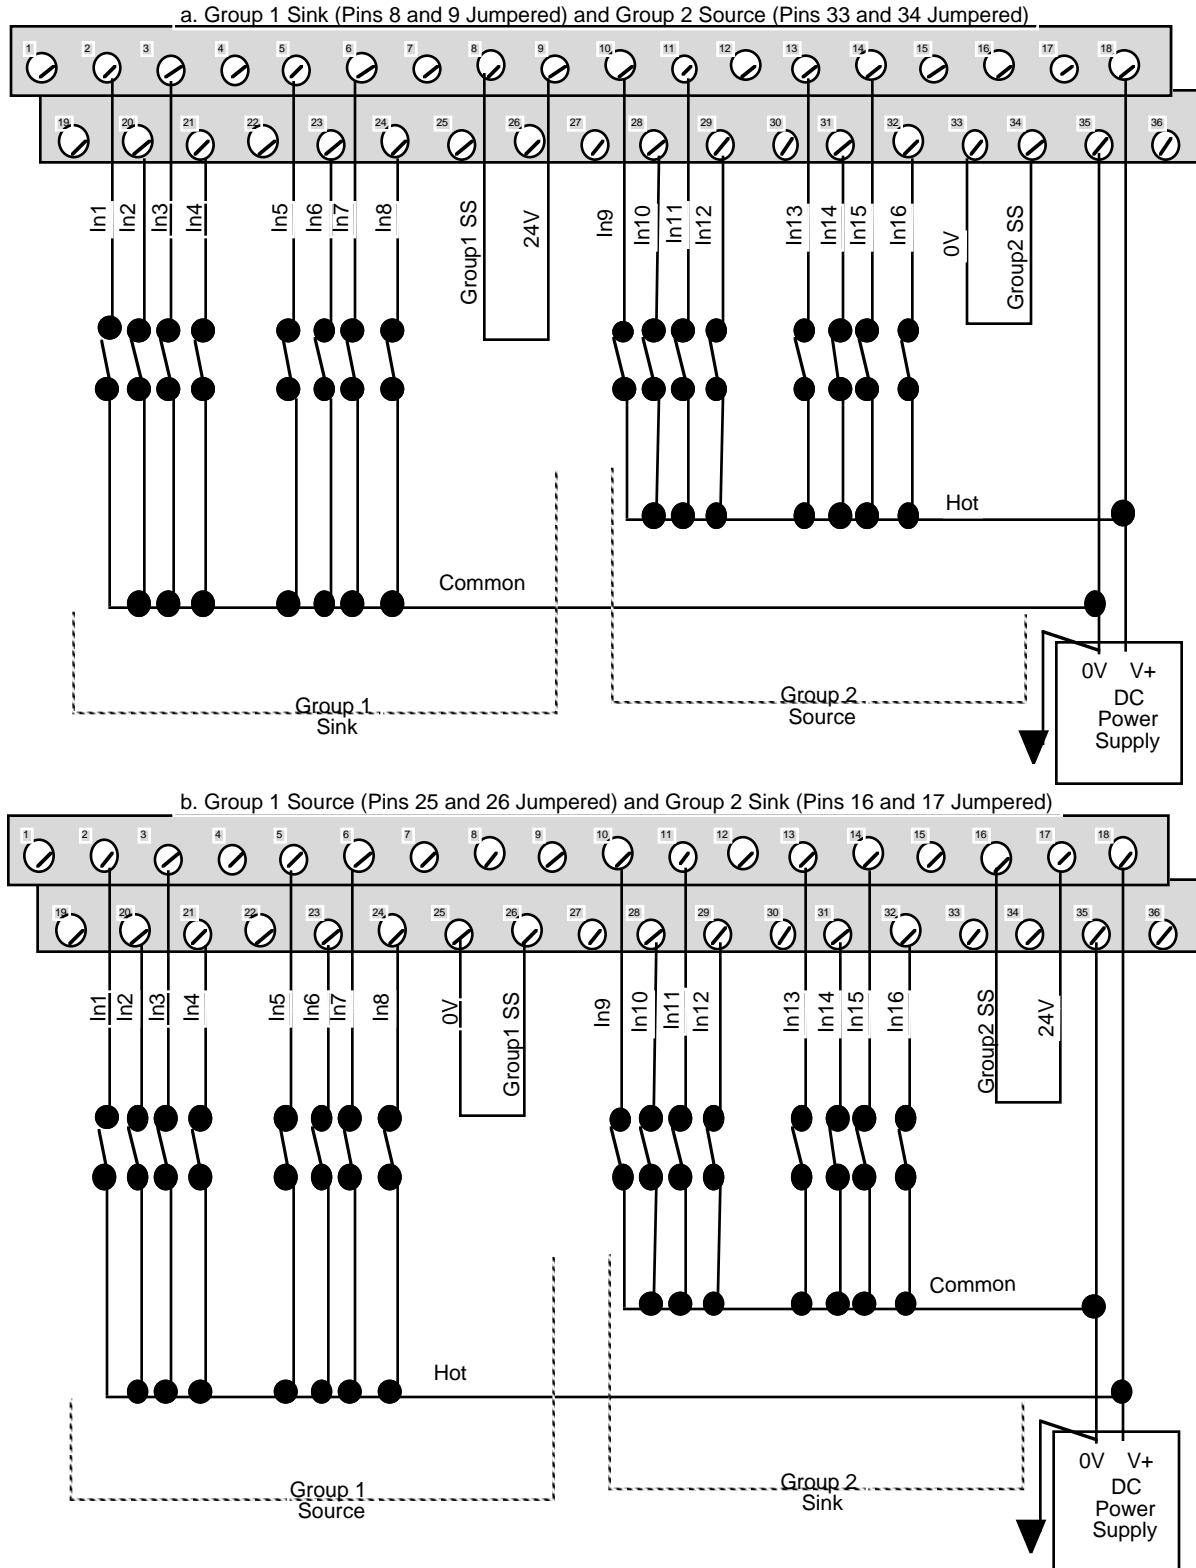 a. Group 1 Sink (Pins 8 and 9 Jumpered) and Group 2 Source (Pins 33 and 34 Jumpered)
1 2 3 4 5 6 7 8 9 10 11 12 13 14 15 16 17 18
19 20 21 22 23 24 25 26 27 28 29 30 31 32 33 34 35 36
In1 In2 In3 In4 In5 In6 In7 In8 Group1 SS 24V In9 In10 In11 In12 In13 In14 In15 In16 0V Group2 SS
Hot
Common
0V V+
DC
Power
Supply
Group 1
Sink
Group 2
Source
b. Group 1 Source (Pins 25 and 26 Jumpered) and Group 2 Sink (Pins 16 and 17 Jumpered)
1 2 3 4 5 6 7 8 9 10 11 12 13 14 15 16 17 18
19 20 21 22 23 24 25 26 27 28 29 30 31 32 33 34 35 36
In1 In2 In3 In4 In5 In6 In7 In8 0V Group1 SS In9 In10 In11 In12 In13 In14 In15 In16 Group2 SS 24V
Common
Hot
0V V+
DC
Power
Supply
Group 1
Source
Group 2
Sink